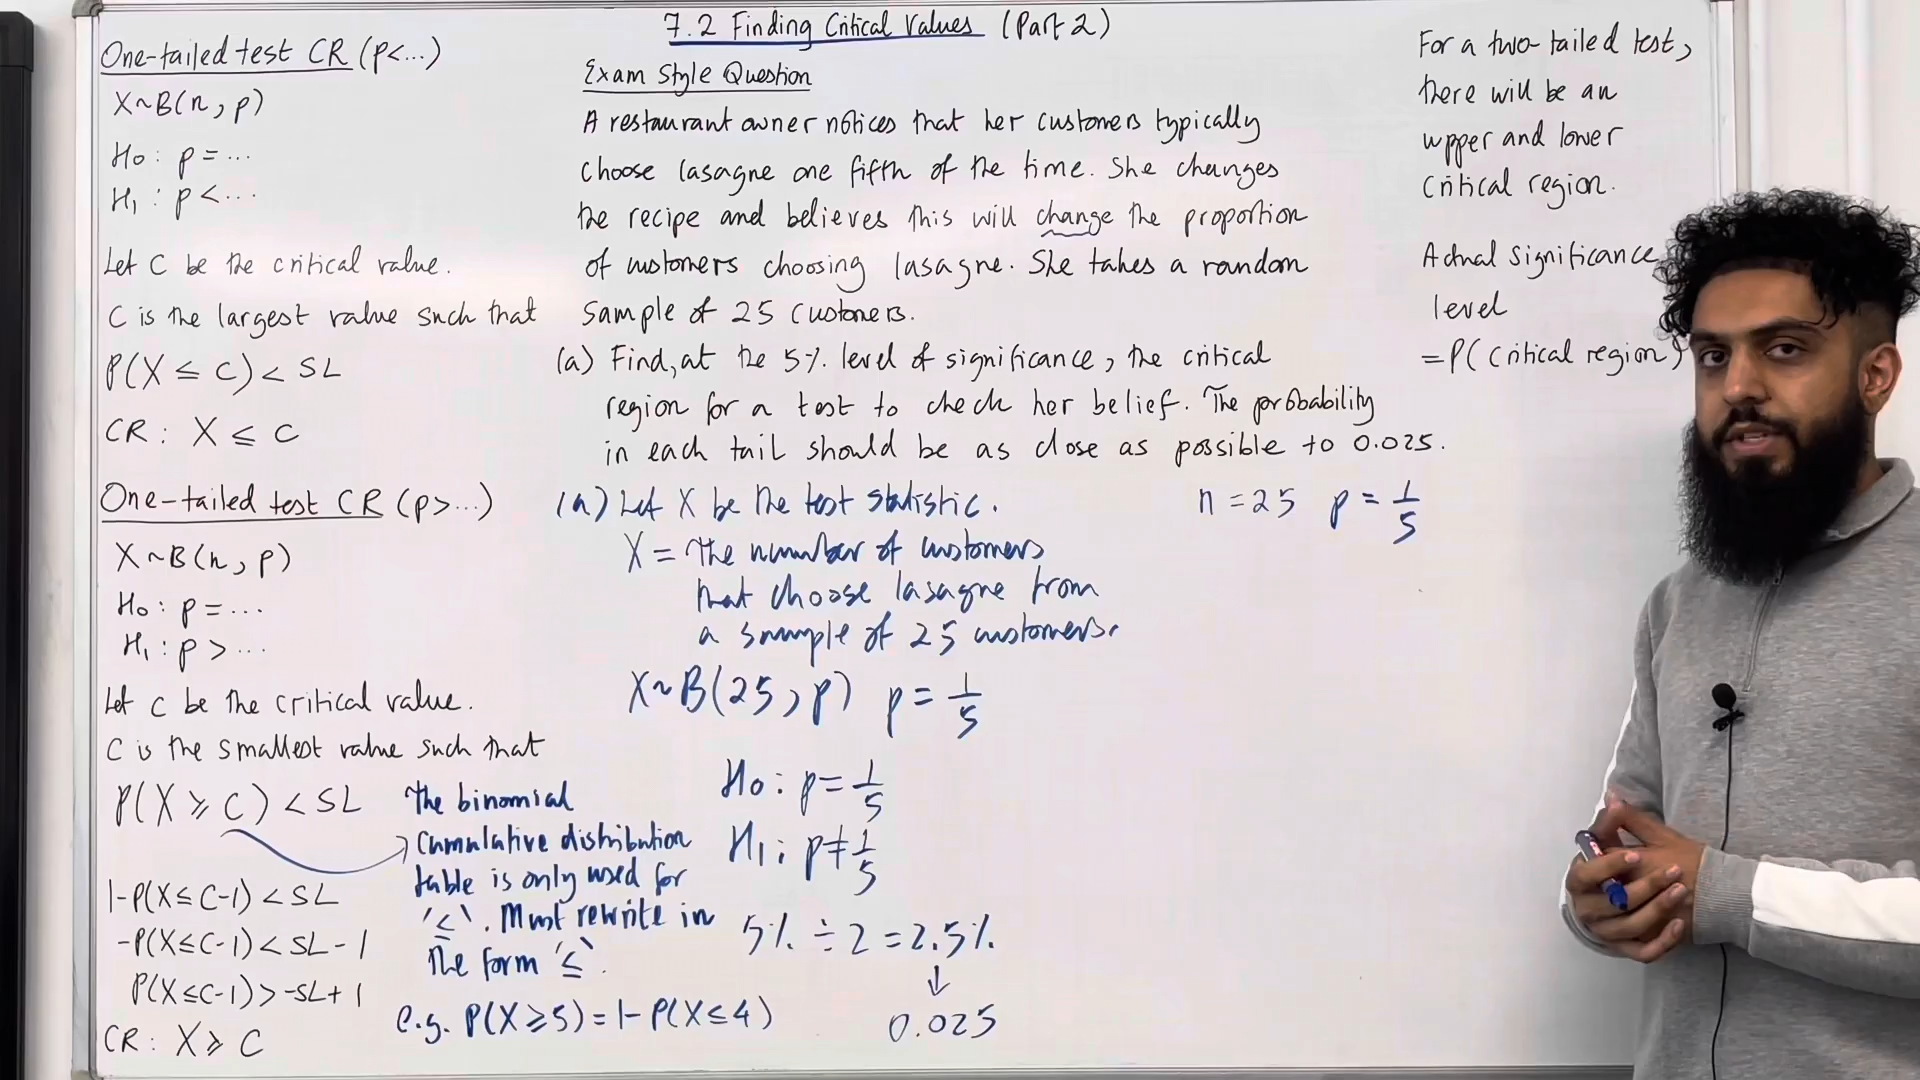 7.2 Finding Critical Values (Part 2)
One-tailed test CR (p<...)
X~B(n, p)
H₀: p = ...
H₁: p < ...
Let C be the critical value.
C is the largest value such that
P(X ≤ C) < SL
CR: X ≤ C
One-tailed test CR (p>...)
X~B(n, p)
H₀: p = ...
H₁: p > ...
Let C be the critical value.
C is the smallest value such that
P(X ⩾ C) < SL
1-P(X≤C-1) < SL
-P(X≤C-1) < SL-1
P(X≤C-1) > -SL+1
CR: X ⩾ C
The binomial
cumulative distribution
table is only used for
'≤'. Must rewrite in
the form '≤'.
e.g. P(X⩾5) = 1-P(X≤4)
Exam Style Question
A restaurant owner notices that her customers typically
choose lasagne one fifth of the time. She changes
the recipe and believes this will change the proportion
of customers choosing lasagne. She takes a random
sample of 25 customers.
(a) Find, at the 5% level of significance, the critical
region for a test to check her belief. The probability
in each tail should be as close as possible to 0.025.
(a) Let X be the test statistic.
X = the number of customers
that choose lasagne from
a sample of 25 customers.
X~B(25, p) p = 1/5
H₀: p = 1/5
H₁: p ≠ 1/5
5% ÷ 2 = 2.5%
↓
0.025
n = 25 p = 1/5
For a two-tailed test,
there will be an
upper and lower
critical region.
Actual significance
level
= P(critical region)